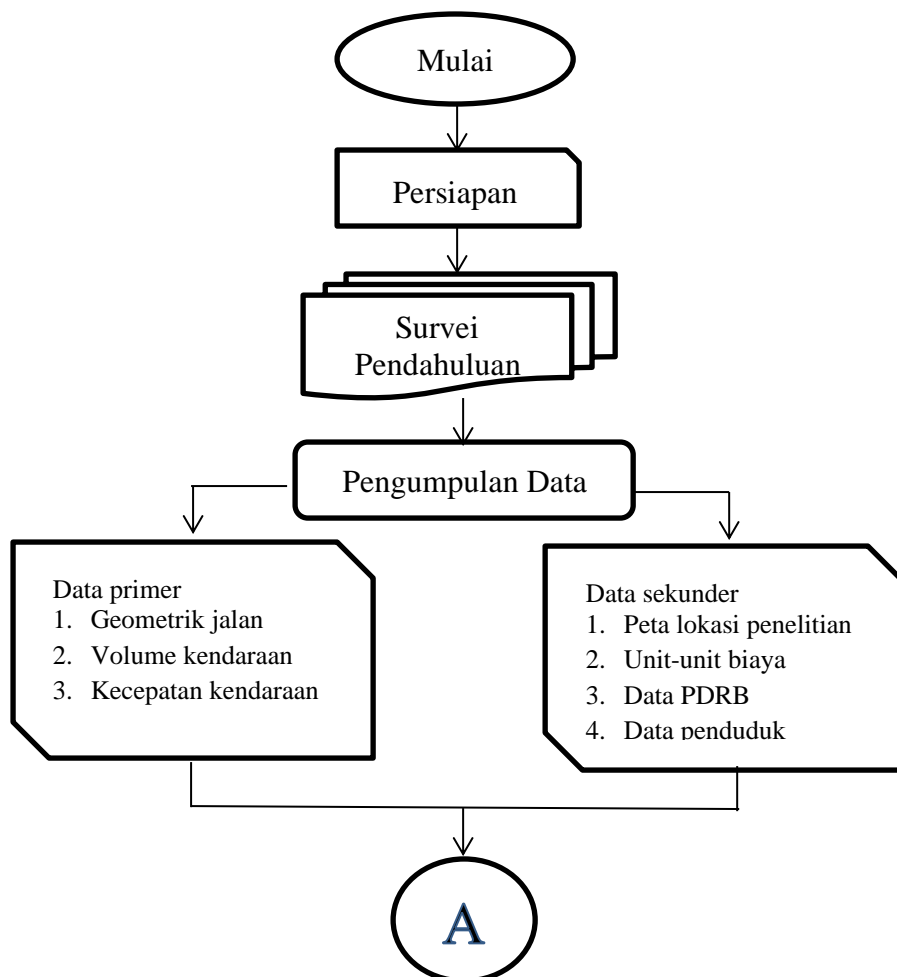 Mulai
Persiapan
Survei
Pendahuluan
Pengumpulan Data
Data primer
1. Geometrik jalan
2. Volume kendaraan
3. Kecepatan kendaraan
Data sekunder
1. Peta lokasi penelitian
2. Unit-unit biaya
3. Data PDRB
4. Data penduduk
A